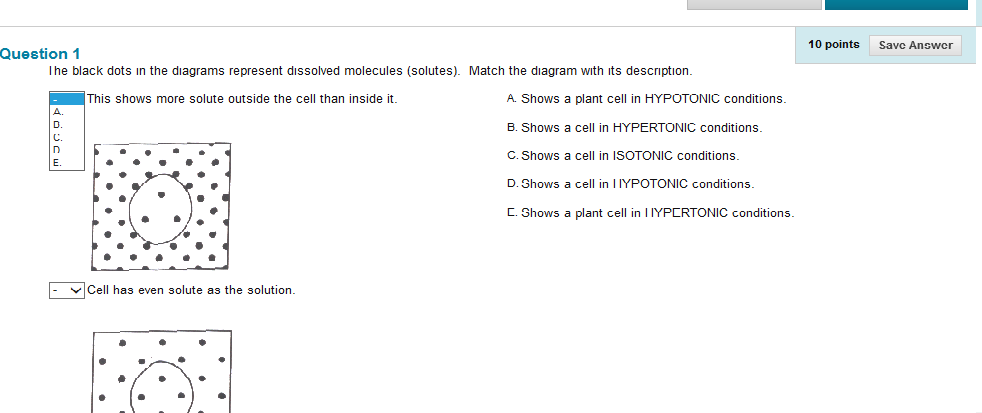 10 points Save Answer
Question 1
The black dots in the diagrams represent dissolved molecules (solutes). Match the diagram with its description.
- This shows more solute outside the cell than inside it.
A.
B.
C.
D.
E.
A. Shows a plant cell in HYPOTONIC conditions.
B. Shows a cell in HYPERTONIC conditions.
C. Shows a cell in ISOTONIC conditions.
D. Shows a cell in HYPOTONIC conditions.
E. Shows a plant cell in HYPERTONIC conditions.
- Cell has even solute as the solution.